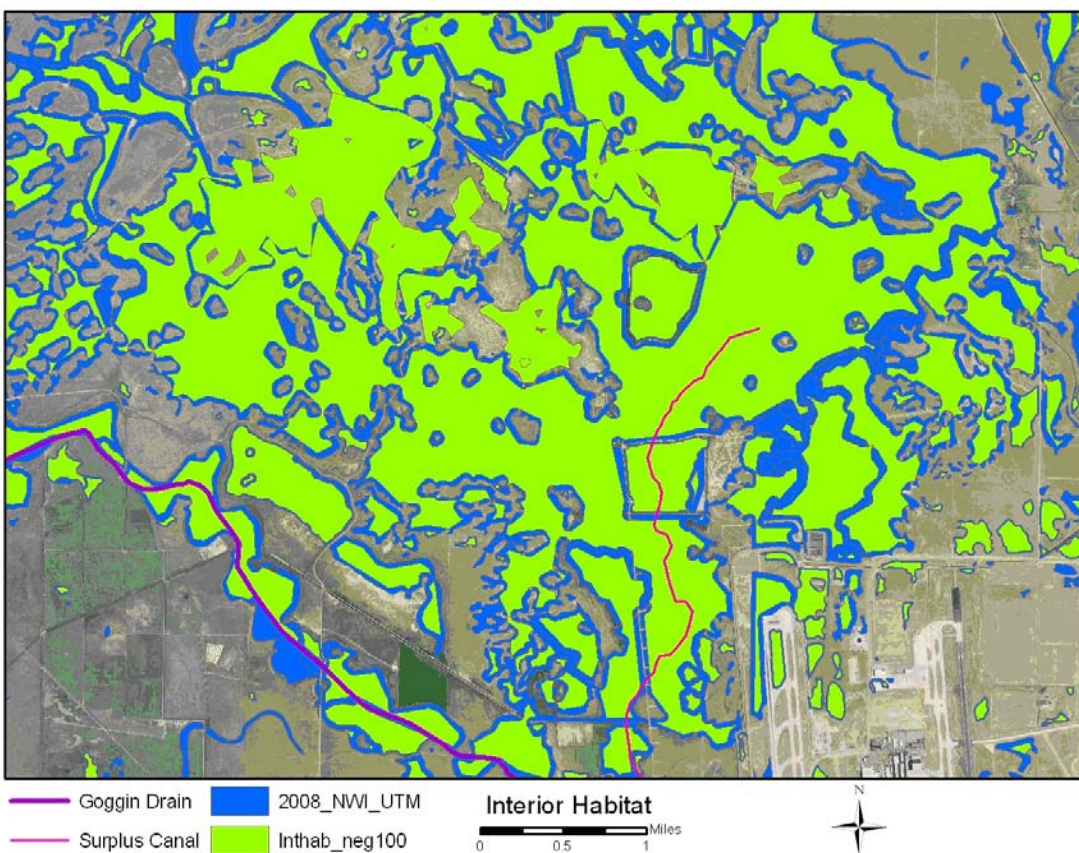 Goggin Drain
2008_NWI_UTM
Interior Habitat
N
Miles
Surplus Canal
Inthab_neg100
0 0.5 1